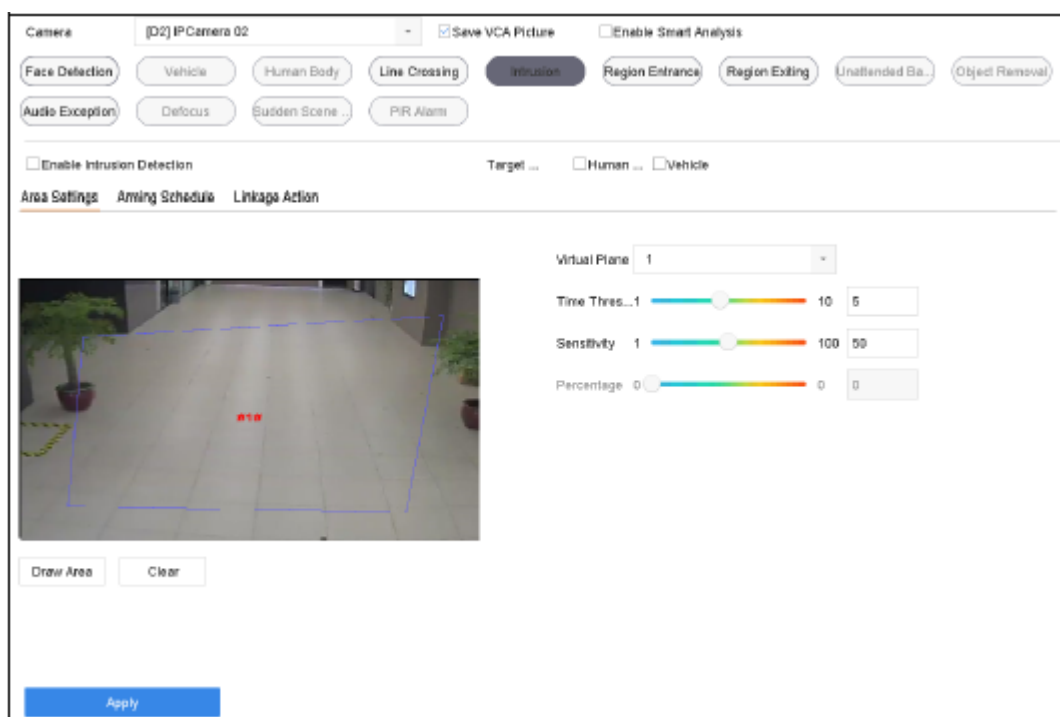 Camera [D2] IPCamera 02 Save VCA Picture Enable Smart Analysis
Face Detection Vehicle Human Body Line Crossing Intrusion Region Entrance Region Exiting Unattended Ba... Object Removal
Audio Exception Defocus Sudden Scene ... PIR Alarm
Enable Intrusion Detection Target ... Human ... Vehicle
Area Settings Arming Schedule Linkage Action
Virtual Plane 1
Time Thres... 1 10 5
Sensitivity 1 100 50
Percentage 0 0 0
#1#
Draw Area Clear
Apply